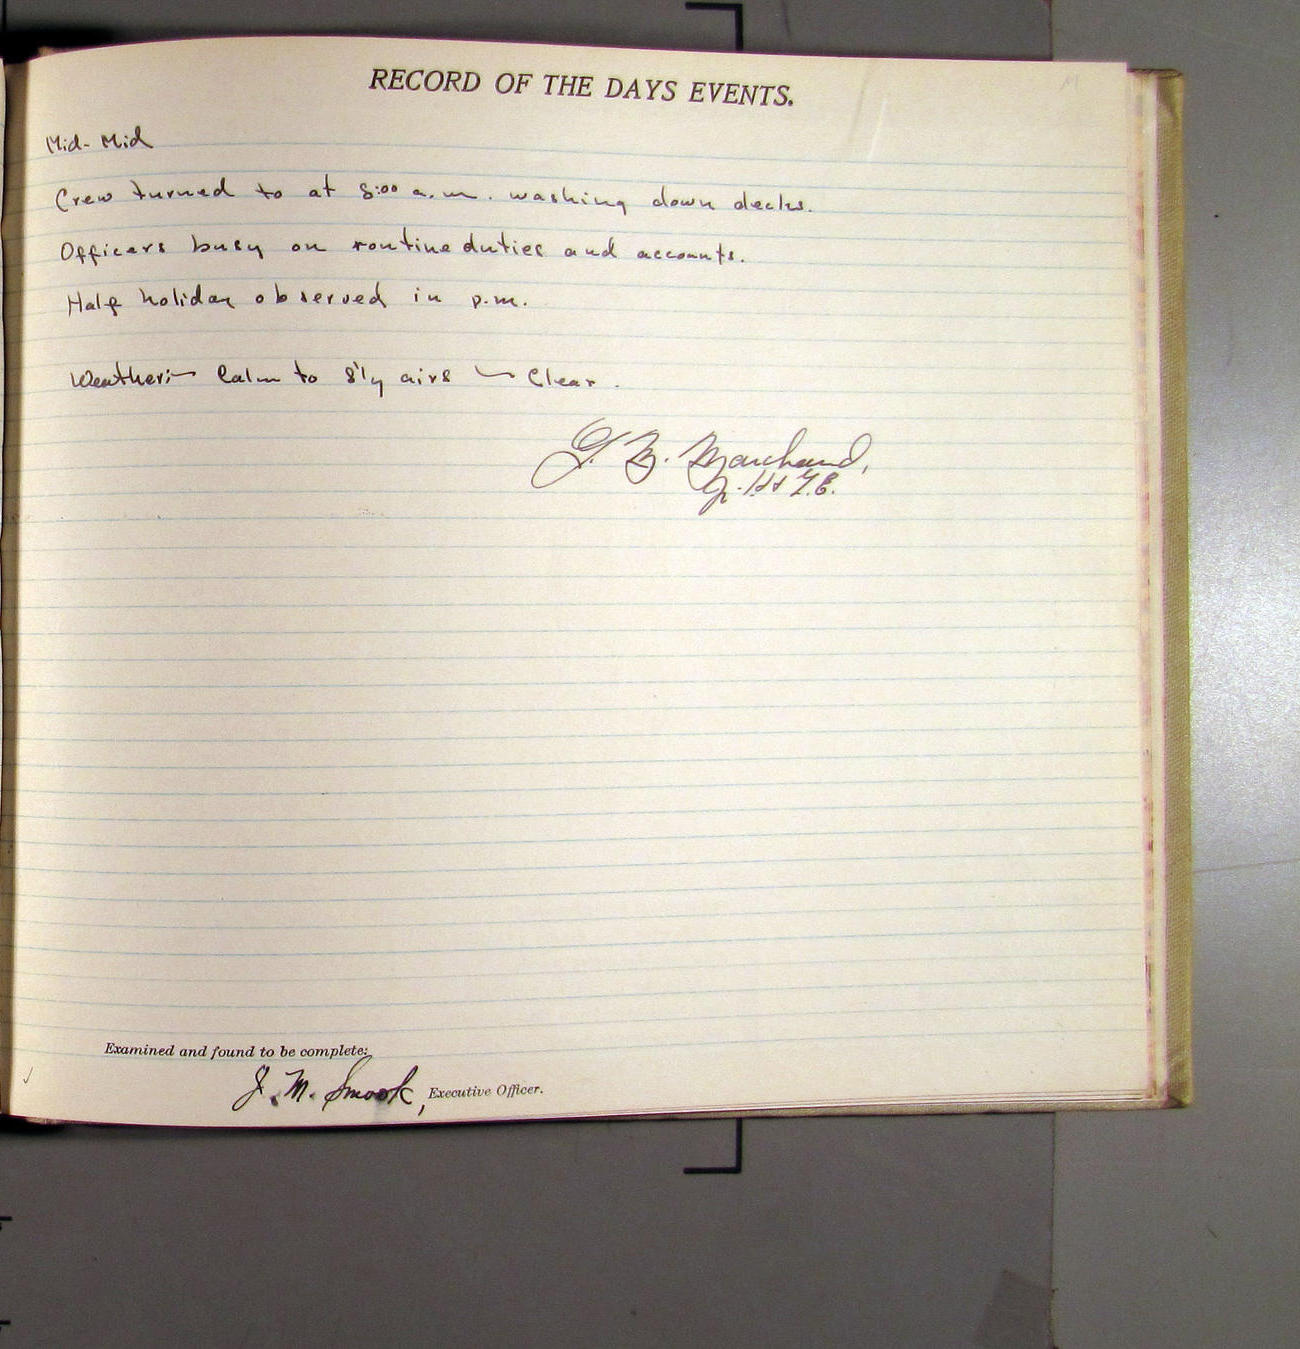 RECORD OF THE DAYS EVENTS.
Mid- Mid
Crew turned to at 8:00 a.m. washing down decks.
Officers busy on routine duties and accounts.
Half holiday observed in p.m.
Weather:- Calm to S'ly airs - Clear.
Marchand,
Jr.
Examined and found to be complete:
J. M. Smook, Executive Officer.